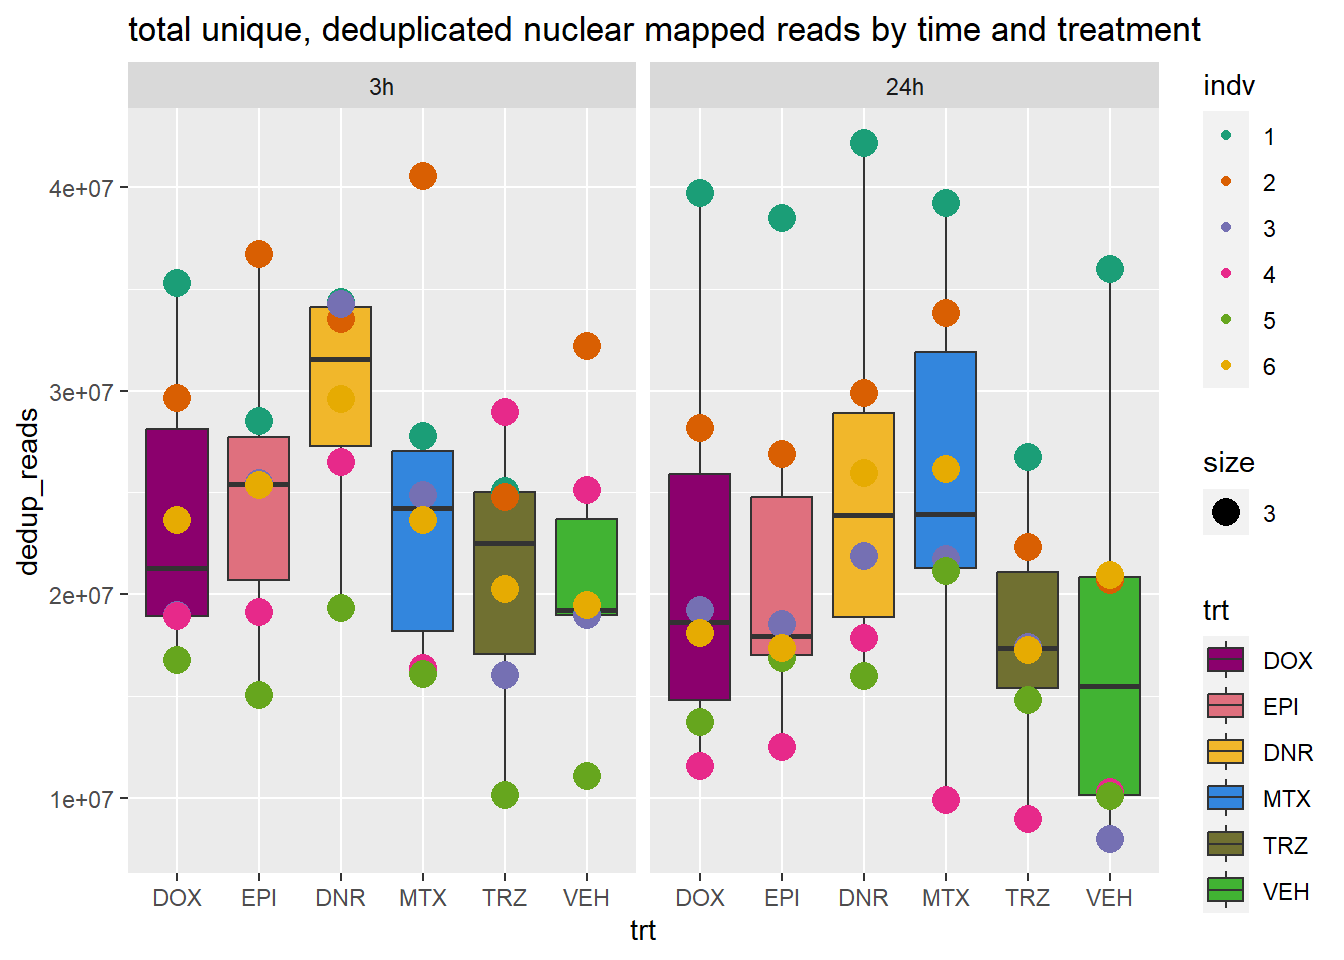 total unique, deduplicated nuclear mapped reads by time and treatment
3h
24h
dedup_reads
4e+07
3e+07
2e+07
1e+07
DOX EPI DNR MTX TRZ VEH
DOX EPI DNR MTX TRZ VEH
trt
indv
1
2
3
4
5
6
size
3
trt
DOX
EPI
DNR
MTX
TRZ
VEH